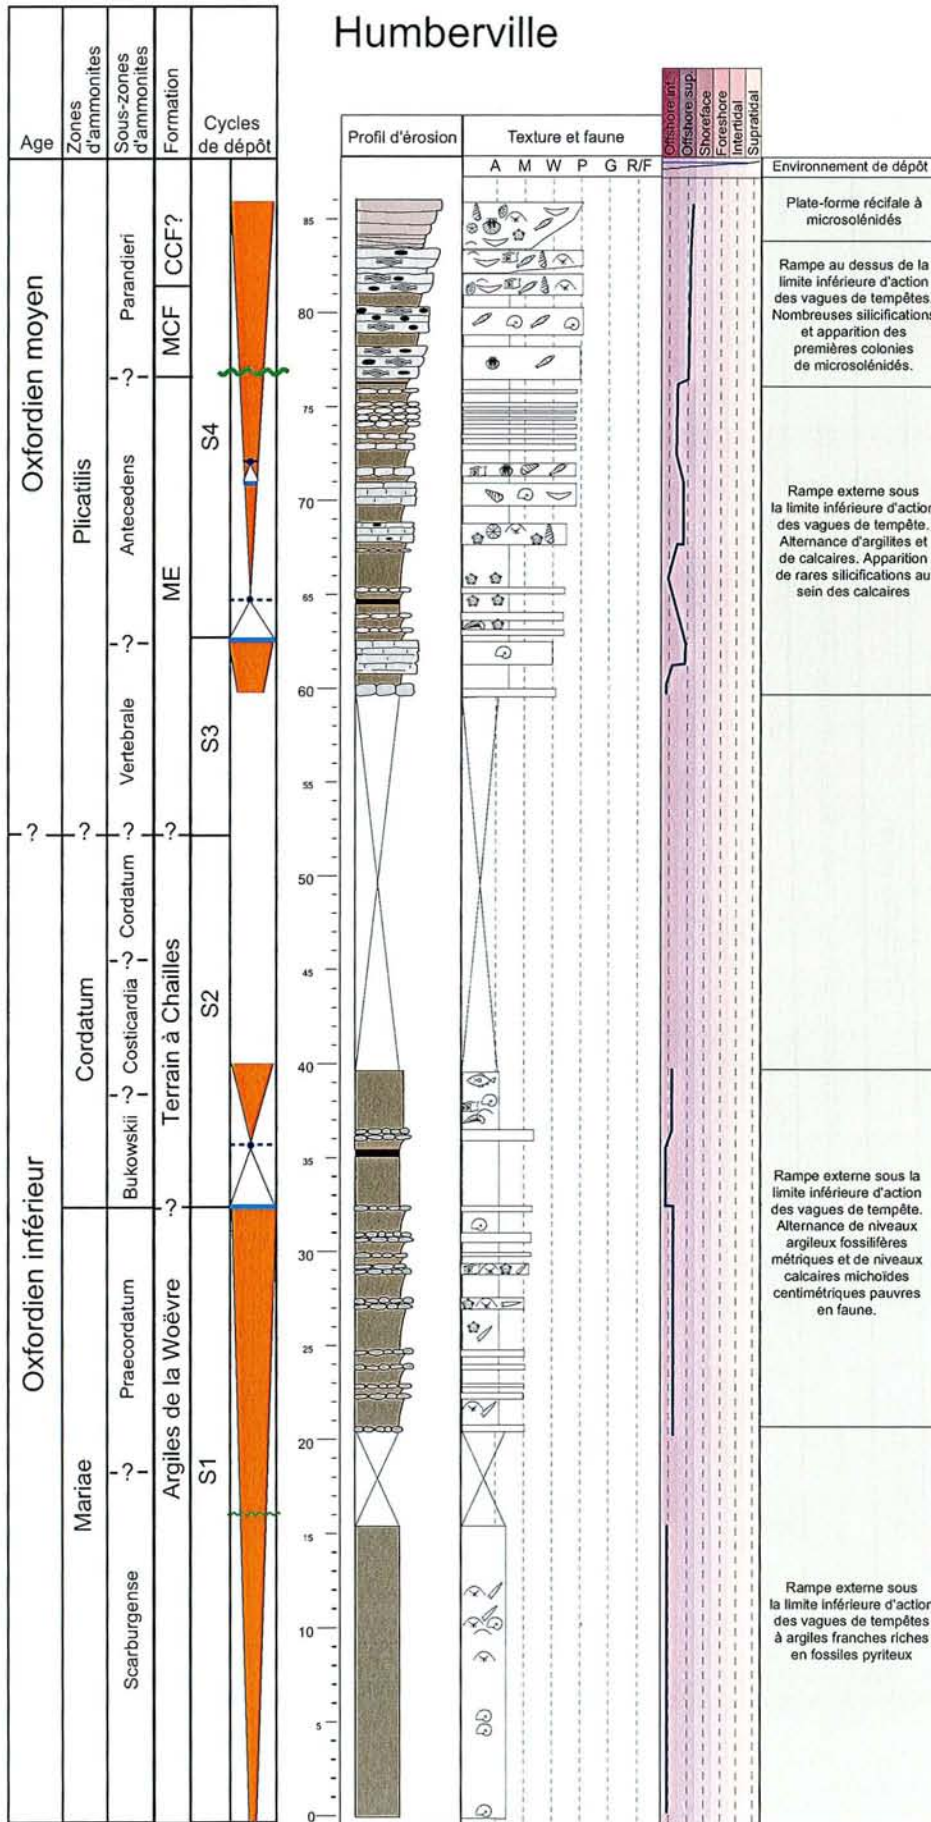 Humberville
Age
Zones
d'ammonites
Sous-zones
d'ammonites
Formation
Cycles
de dépôt
Profil d'érosion
Texture et faune
A M W P G R/F
Offshore inf.
Offshore sup.
Shoreface
Foreshore
Intertidal
Supratidal
Environnement de dépôt
Oxfordien moyen
-?-
Oxfordien inférieur
Plicatilis
-?-
Cordatum
Mariae
Parandieri
-?-
Antecedens
-?-
Vertebrale
-?-
Cordatum
-?-
Costicardia
-?-
Bukowskii
Praecordatum
-?-
Scarburgense
CCF?
MCF
ME
-?-
Terrain à Chailles
-?-
Argiles de la Woëvre
S4
S3
S2
S1
85
80
75
70
65
60
55
50
45
40
35
30
25
20
15
10
5
0
Plate-forme récifale à
microsolénidés
Rampe au dessus de la
limite inférieure d'action
des vagues de tempêtes.
Nombreuses silicifications
et apparition des
premières colonies
de microsolénidés.
Rampe externe sous
la limite inférieure d'action
des vagues de tempête.
Alternance d'argilites et
de calcaires. Apparition
de rares silicifications au
sein des calcaires
Rampe externe sous la
limite inférieure d'action
des vagues de tempête.
Alternance de niveaux
argileux fossilifères
métriques et de niveaux
calcaires michoïdes
centimétriques pauvres
en faune.
Rampe externe sous
la limite inférieure d'action
des vagues de tempêtes
à argiles franches riches
en fossiles pyriteux